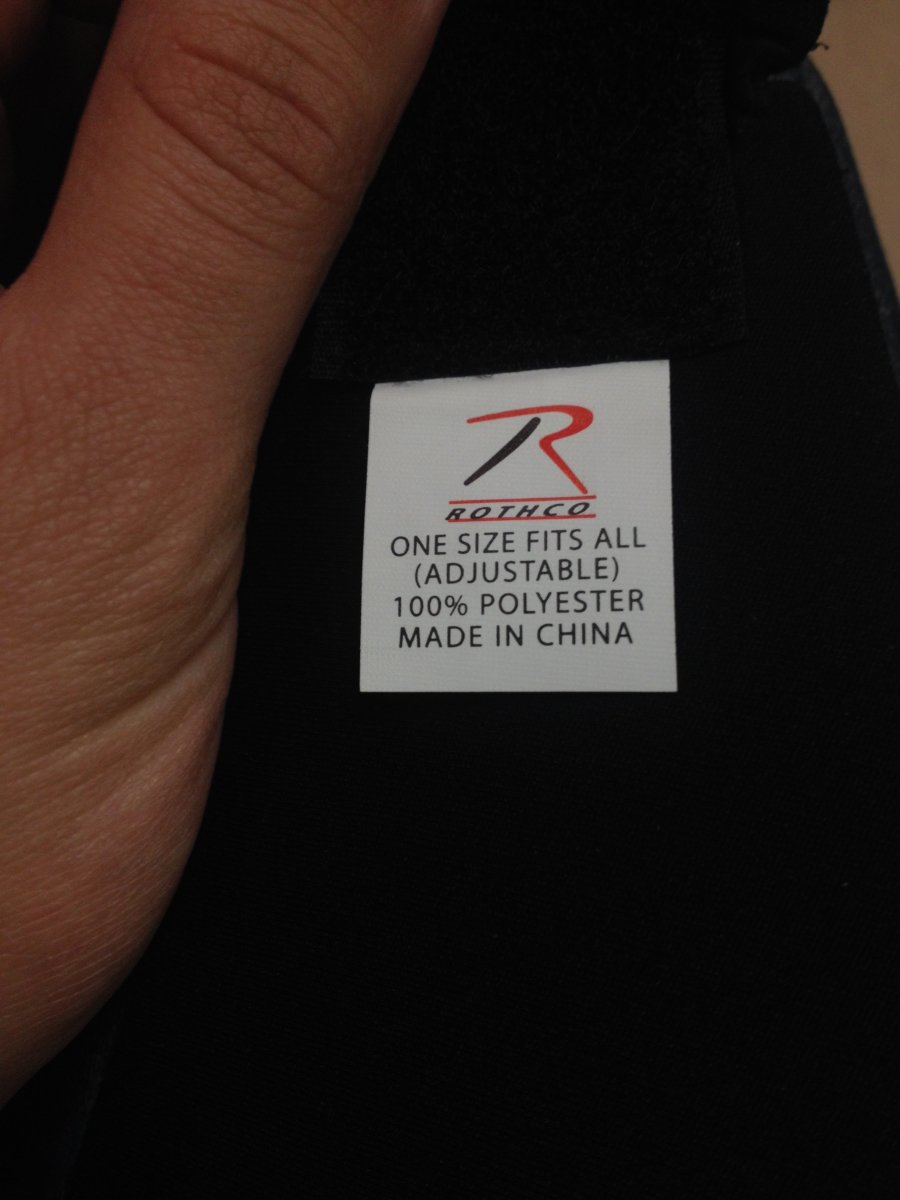 R
ROTHCO
ONE SIZE FITS ALL
(ADJUSTABLE)
100% POLYESTER
MADE IN CHINA